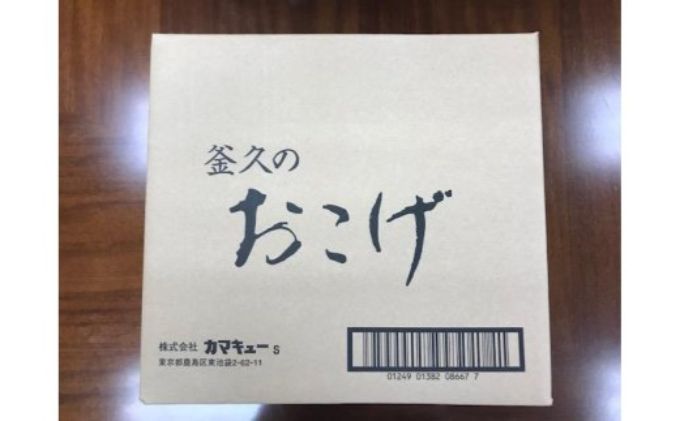 釜久の
おこげ
株式会社 カマキュー S
東京都豊島区東池袋2-62-11
01249 01382 08667 7